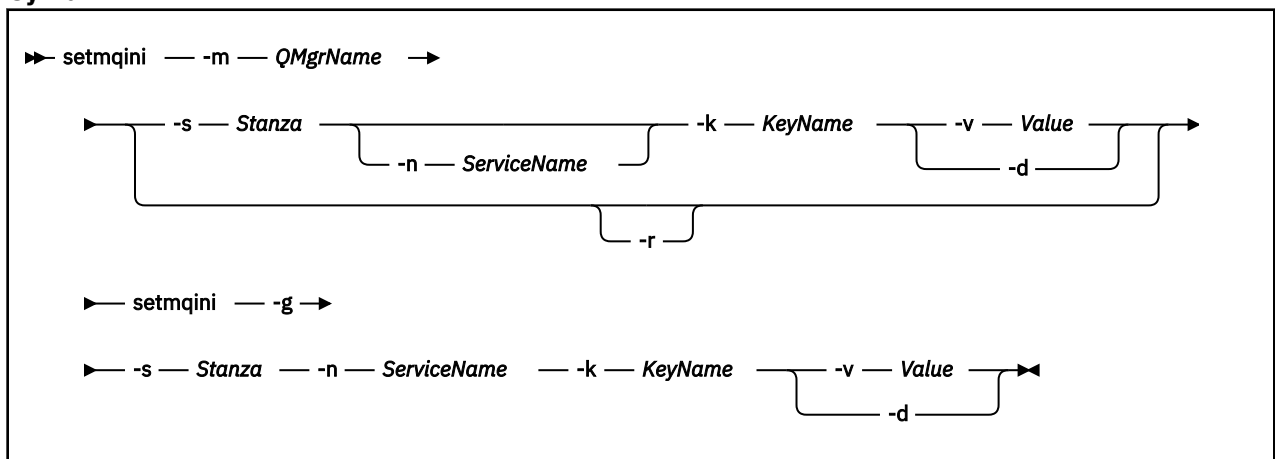 setmqini -m QMgrName
-s Stanza -k KeyName -v Value
-n ServiceName -d
-r
setmqini -g
-s Stanza -n ServiceName -k KeyName -v Value
-d